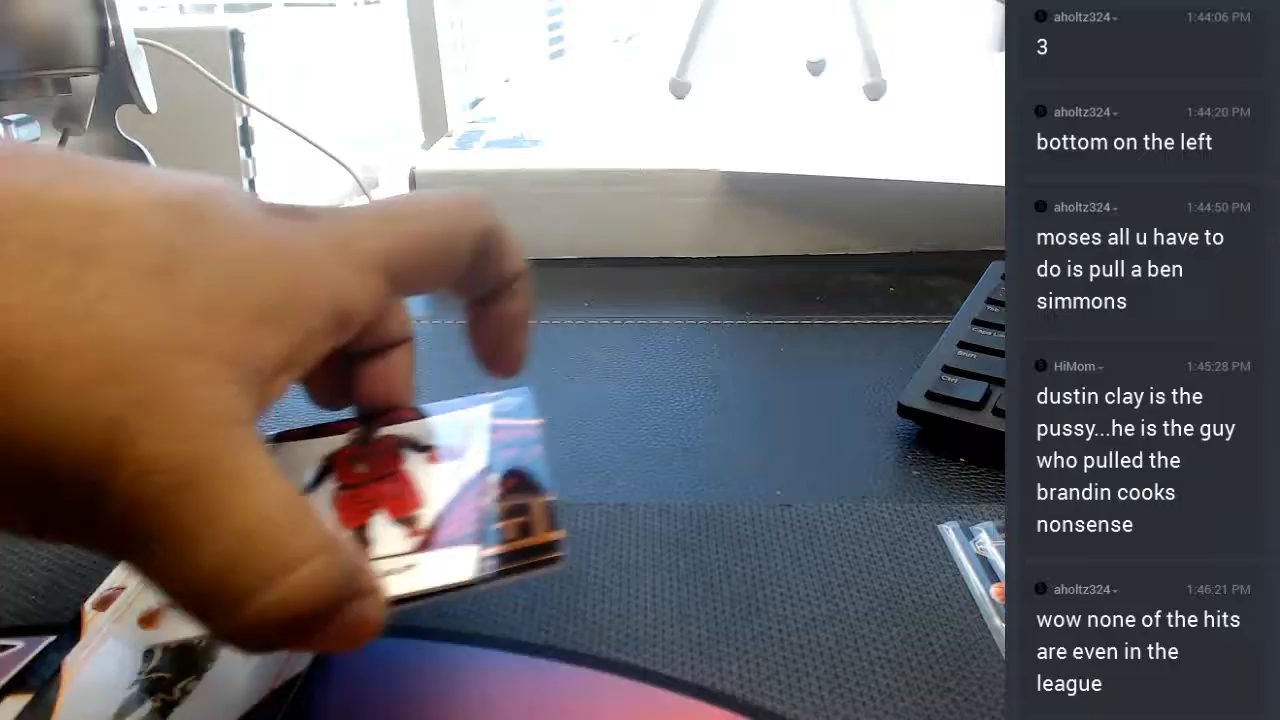 aholtz324 1:44:06 PM
3
aholtz324 1:44:20 PM
bottom on the left
aholtz324 1:44:50 PM
moses all u have to
do is pull a ben
simmons
HiMom 1:45:28 PM
dustin clay is the
pussy...he is the guy
who pulled the
brandin cooks
nonsense
aholtz324 1:46:21 PM
wow none of the hits
are even in the
league
Shift
Ctrl